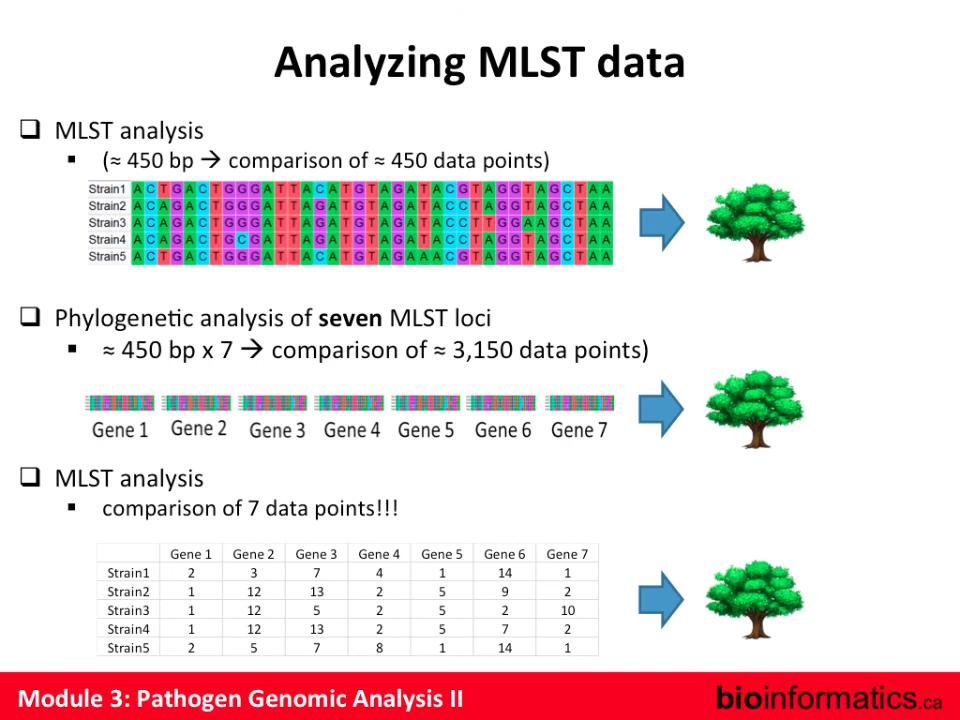 Analyzing MLST data
❑ MLST analysis
▪ (≈ 450 bp → comparison of ≈ 450 data points)
Strain1 A C T G A C T G G G A T T A C A T G T A G A T A C G T A G G T A G C T A A
Strain2 A C A G A C T G G G A T T A G A T G T A G A T A C C T A G G T A G C T A A
Strain3 A C A G A C T G G G A T T A G A T G T A G A T A C C T T G G A A G C T A A
Strain4 A C A G A C T G C G A T T A G A T G T A G A T A C C T A G G T A G C T A A
Strain5 A C T G A C T G G G A T T A C A T G T A G A A A C G T A G G T A G C T A A
❑ Phylogenetic analysis of seven MLST loci
▪ ≈ 450 bp x 7 → comparison of ≈ 3,150 data points)
Gene 1 Gene 2 Gene 3 Gene 4 Gene 5 Gene 6 Gene 7
❑ MLST analysis
▪ comparison of 7 data points!!!
Gene 1 Gene 2 Gene 3 Gene 4 Gene 5 Gene 6 Gene 7
Strain1 2 3 7 4 1 14 1
Strain2 1 12 13 2 5 9 2
Strain3 1 12 5 2 5 2 10
Strain4 1 12 13 2 5 7 2
Strain5 2 5 7 8 1 14 1
Module 3: Pathogen Genomic Analysis II
bioinformatics.ca